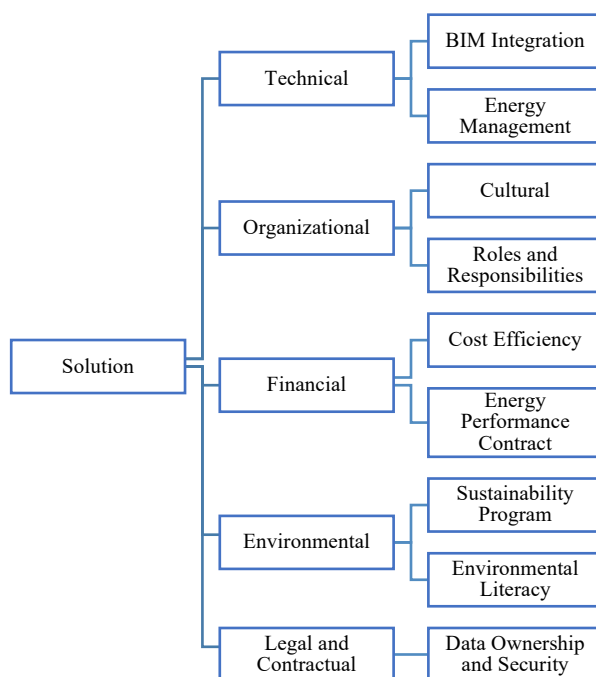 Solution
Technical
BIM Integration
Energy
Management
Organizational
Cultural
Roles and
Responsibilities
Financial
Cost Efficiency
Energy
Performance
Contract
Environmental
Sustainability
Program
Environmental
Literacy
Legal and
Contractual
Data Ownership
and Security